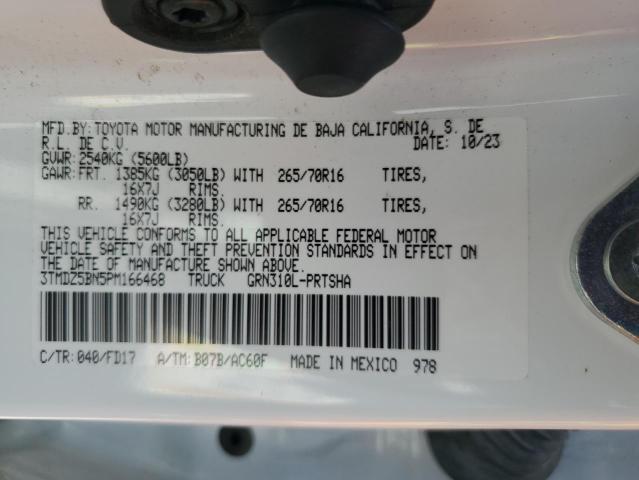 MFD.BY:TOYOTA MOTOR MANUFACTURING DE BAJA CALIFORNIA, S. DE
R.L. DE C.V. DATE: 10/23
GVWR:2540KG (5600LB)
GAWR:FRT. 1385KG (3050LB) WITH 265/70R16 TIRES,
16X7J RIMS.
RR. 1490KG (3280LB) WITH 265/70R16 TIRES,
16X7J RIMS.
THIS VEHICLE CONFORMS TO ALL APPLICABLE FEDERAL MOTOR
VEHICLE SAFETY AND THEFT PREVENTION STANDARDS IN EFFECT ON
THE DATE OF MANUFACTURE SHOWN ABOVE.
3TMDZ5BN5PM166468 TRUCK GRN310L-PRTSHA
C/TR:040/FD17 A/TM:B07B/AC60F MADE IN MEXICO 978